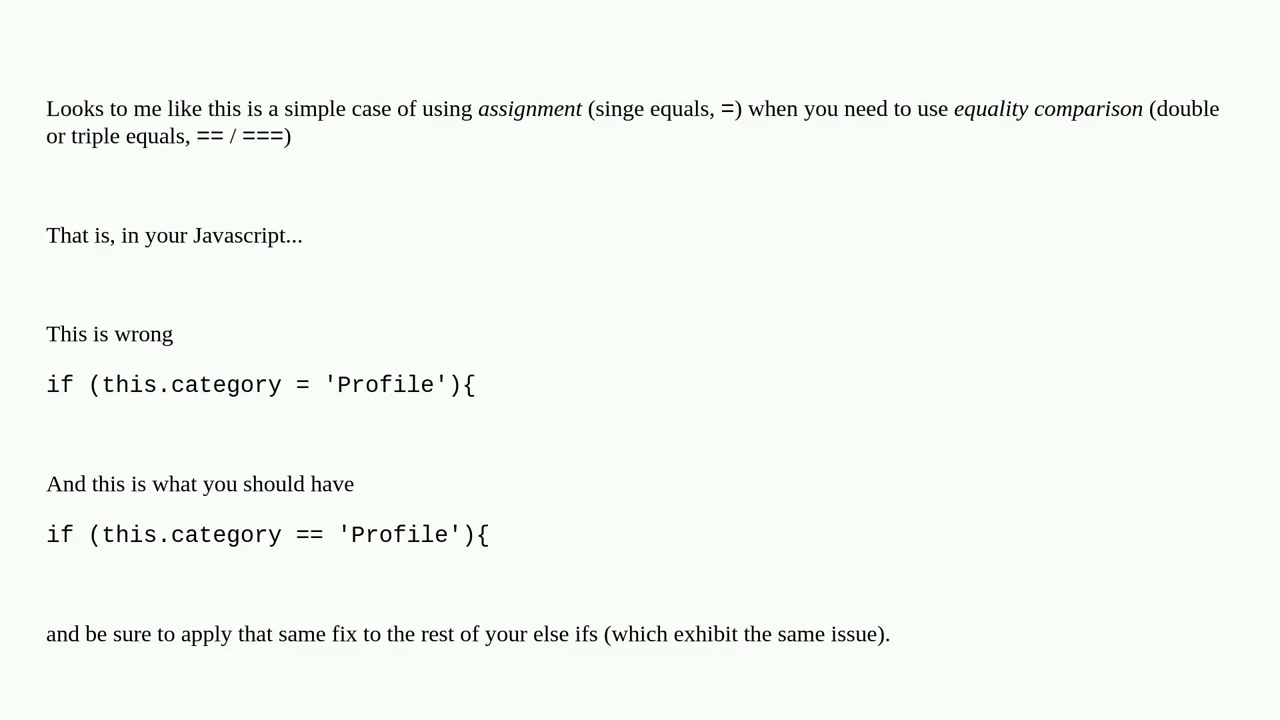 Looks to me like this is a simple case of using assignment (singe equals, =) when you need to use equality comparison (double
or triple equals, == / ===)
That is, in your Javascript...
This is wrong
if (this.category = 'Profile'){
And this is what you should have
if (this.category == 'Profile'){
and be sure to apply that same fix to the rest of your else ifs (which exhibit the same issue).